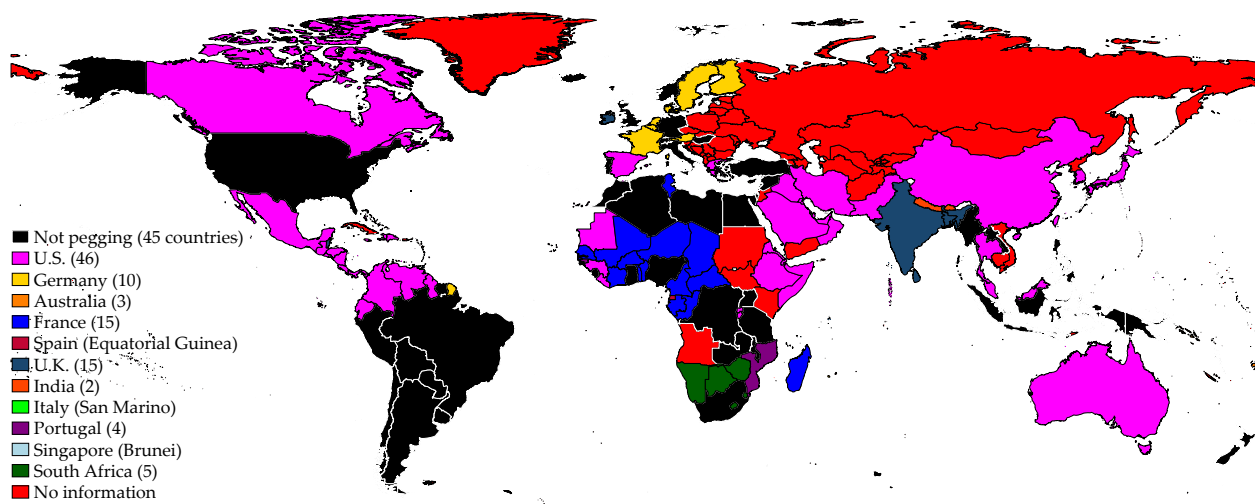 Not pegging (45 countries)
U.S. (46)
Germany (10)
Australia (3)
France (15)
Spain (Equatorial Guinea)
U.K. (15)
India (2)
Italy (San Marino)
Portugal (4)
Singapore (Brunei)
South Africa (5)
No information